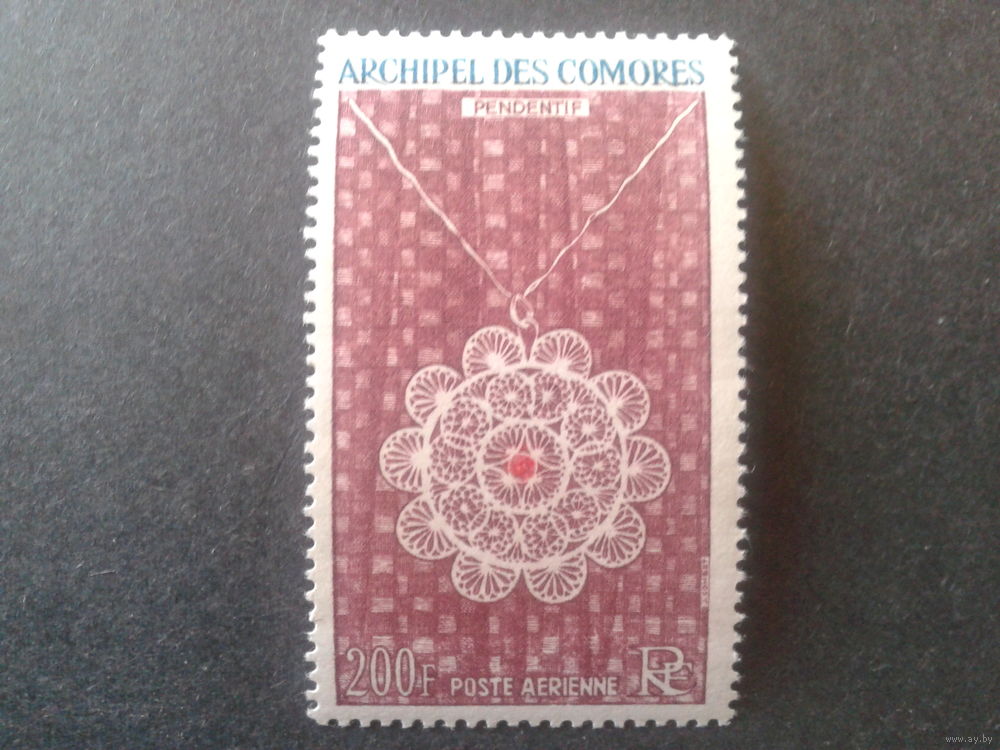 ARCHIPEL DES COMORES
PENDENTIF
200F POSTE AERIENNE RF
www.ay.by